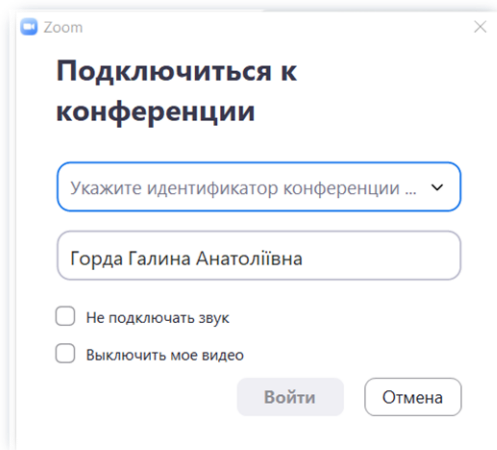 Zoom
Подключиться к
конференции
Укажите идентификатор конференции ...
Горда Галина Анатоліївна
Не подключать звук
Выключить мое видео
Войти Отмена